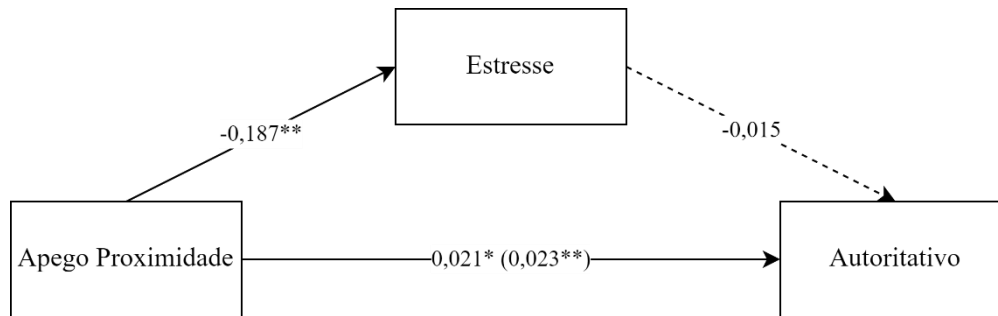 Estresse
-0,187**
-0,015
Apego Proximidade
0,021* (0,023**)
Autoritativo